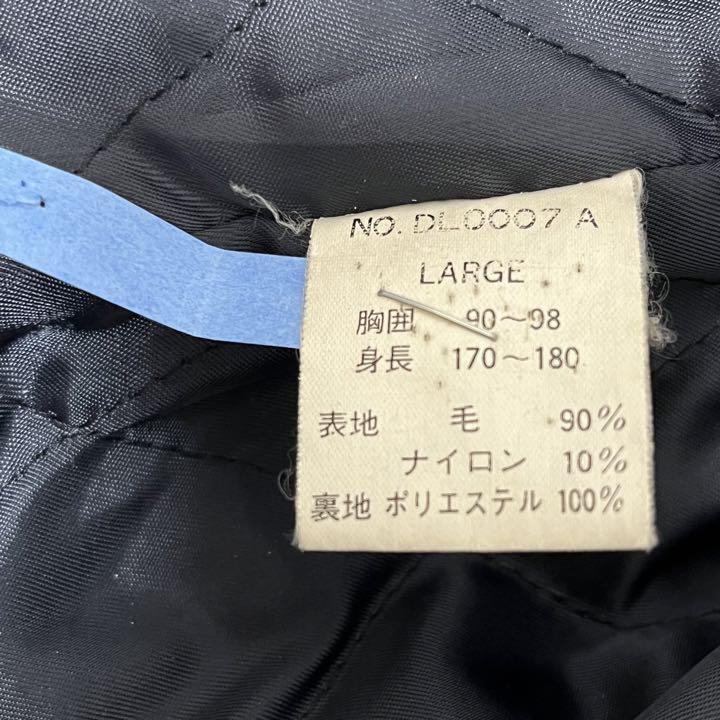 NO. DL0007 A
LARGE
胸囲 90〜98
身長 170〜180
表地 毛 90%
ナイロン 10%
裏地 ポリエステル 100%